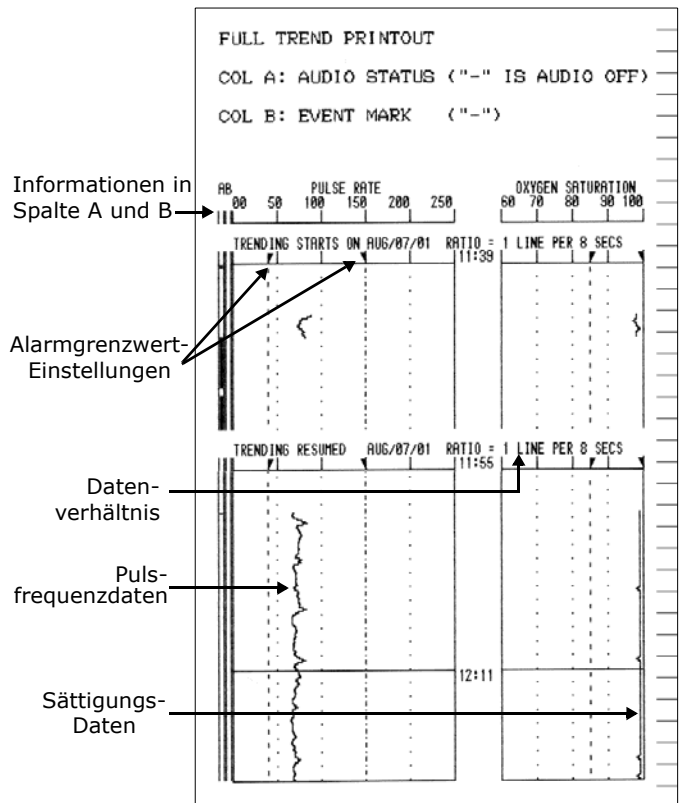 FULL TREND PRINTOUT
COL A: AUDIO STATUS ("-" IS AUDIO OFF)
COL B: EVENT MARK ("-")
Informationen in
Spalte A und B
AB PULSE RATE OXYGEN SATURATION
00 50 100 150 200 250 60 70 80 90 100
TRENDING STARTS ON AUG/07/01 RATIO = 1 LINE PER 8 SECS
11:39
Alarmgrenzwert-
Einstellungen
TRENDING RESUMED AUG/07/01 RATIO = 1 LINE PER 8 SECS
11:55
Daten-
verhältnis
Puls-
frequenzdaten
12:11
Sättigungs-
Daten